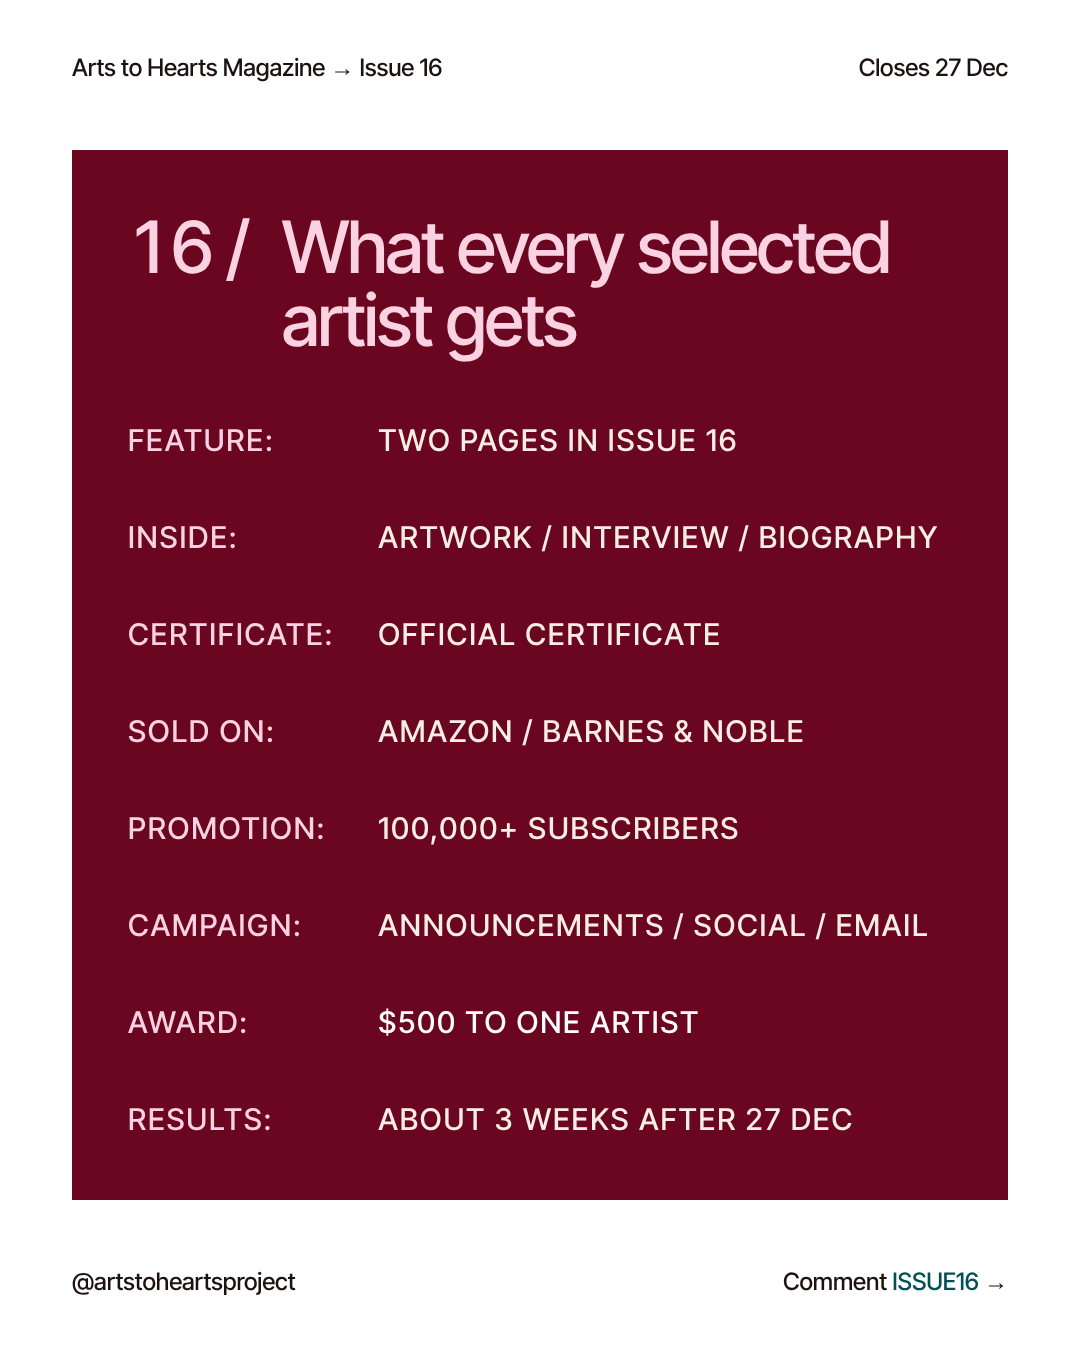 Arts to Hearts Magazine → Issue 16
Closes 27 Dec
16 / What every selected
artist gets
FEATURE: TWO PAGES IN ISSUE 16
INSIDE: ARTWORK / INTERVIEW / BIOGRAPHY
CERTIFICATE: OFFICIAL CERTIFICATE
SOLD ON: AMAZON / BARNES & NOBLE
PROMOTION: 100,000+ SUBSCRIBERS
CAMPAIGN: ANNOUNCEMENTS / SOCIAL / EMAIL
AWARD: $500 TO ONE ARTIST
RESULTS: ABOUT 3 WEEKS AFTER 27 DEC
@artstoheartsproject
Comment ISSUE16 →